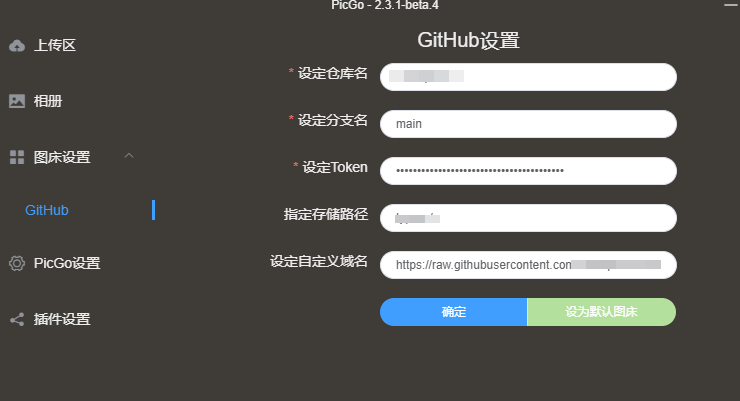 PicGo - 2.3.1-beta.4
上传区
相册
图床设置
GitHub
PicGo设置
插件设置
GitHub设置
* 设定仓库名
* 设定分支名
main
* 设定Token
••••••••••••••••••••••••••••••••••••••••
指定存储路径
设定自定义域名
https://raw.githubusercontent.com
确定
设为默认图床